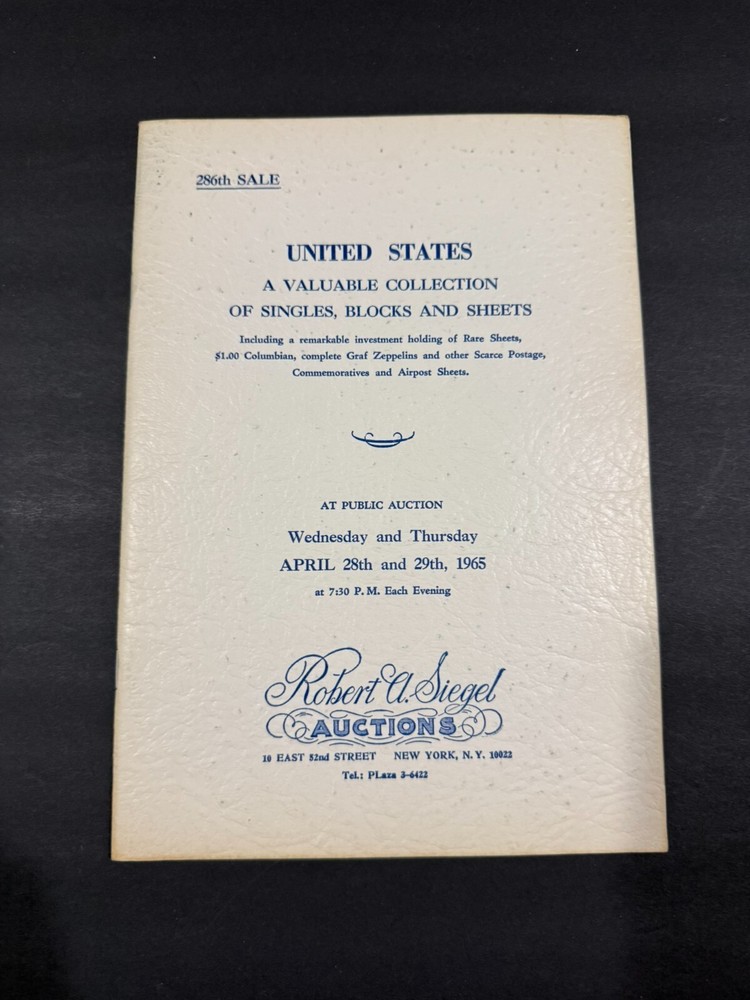 286th SALE
UNITED STATES
A VALUABLE COLLECTION
OF SINGLES, BLOCKS AND SHEETS
Including a remarkable investment holding of Rare Sheets,
$1.00 Columbian, complete Graf Zeppelins and other Scarce Postage,
Commemoratives and Airpost Sheets.
AT PUBLIC AUCTION
Wednesday and Thursday
APRIL 28th and 29th, 1965
at 7:30 P. M. Each Evening
Robert A. Siegel
AUCTIONS
10 EAST 52nd STREET NEW YORK, N. Y. 10022
Tel.: PLaza 3-6422